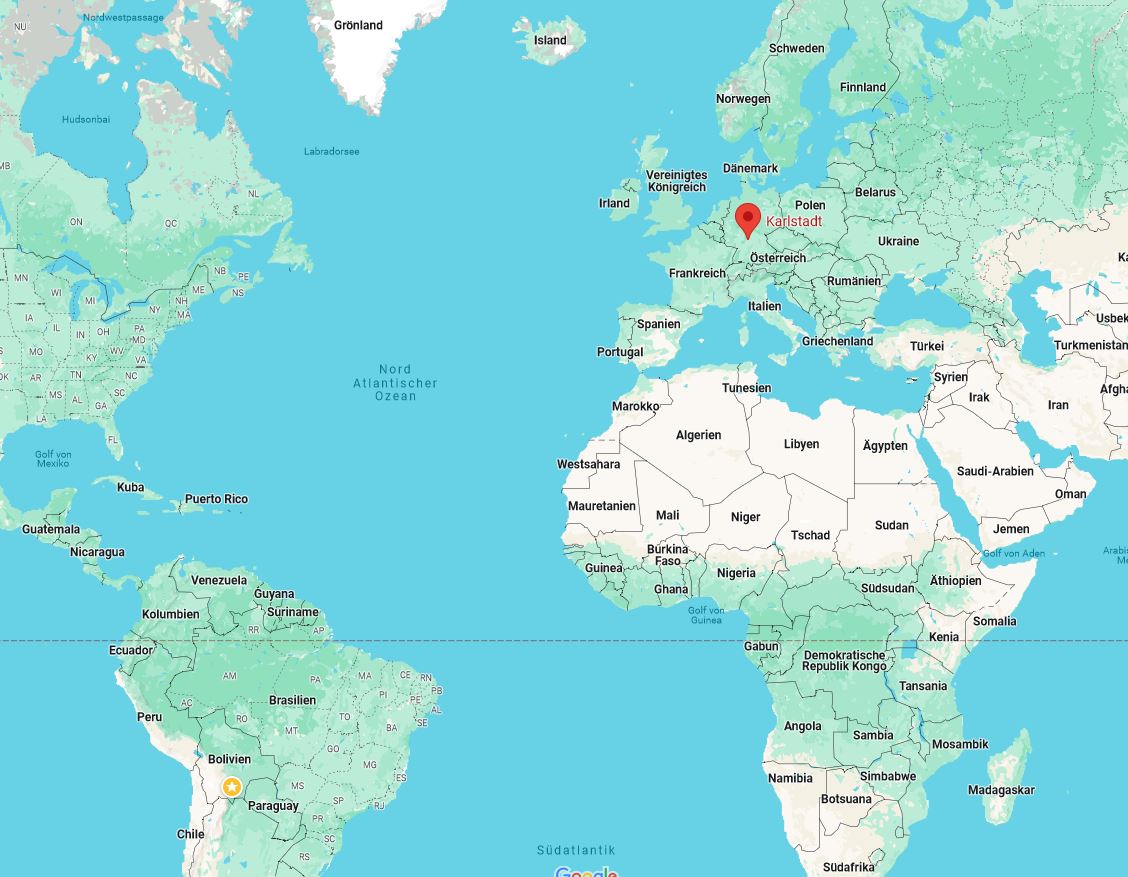 NU
Nordwestpassage
Grönland
Island
Schweden
Finnland
Norwegen
Hudsonbai
Labradorsee
MB
NL
ON
QC
Vereinigtes
Königreich
Dänemark
Irland
Polen
Belarus
Karlstadt
Ukraine
Österreich
Frankreich
Rumänien
Italien
Spanien
Portugal
Griechenland
Türkei
Ka
Usbek
Turkmenistan
MN
WI
MI
NB
PE
ME
NS
NH
MA
NY
IA
IL
IN
OH
PA
MD
MO
KY
WV
VA
OK
AR
TN
NC
MS
AL
SC
GA
LA
FL
Nord
Atlantischer
Ozean
Golf von
Mexiko
Kuba
Puerto Rico
Guatemala
Nicaragua
Marokko
Tunesien
Algerien
Libyen
Ägypten
Syrien
Irak
Iran
Afgha
Westsahara
Saudi-Arabien
Oman
Jemen
Golf von Aden
Arabis
Me
Mauretanien
Mali
Niger
Tschad
Sudan
Burkina
Faso
Guinea
Ghana
Nigeria
Südsudan
Äthiopien
Somalia
Golf von
Guinea
Venezuela
Guyana
Suriname
Kolumbien
RR
AP
Ecuador
Gabun
Demokratische
Republik Kongo
Kenia
Tansania
AM
PA
MA
CE
RN
PB
PI
PE
AL
SE
AC
Brasilien
TO
RO
BA
Peru
MT
GO
MG
ES
Bolivien
MS
SP
RJ
Paraguay
PR
SC
Chile
RS
Angola
Sambia
Mosambik
Simbabwe
Namibia
Botsuana
Madagaskar
Südafrika
Südatlantik
Google